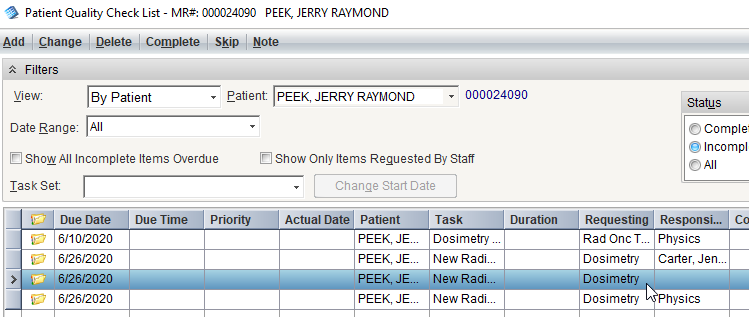 Patient Quality Check List - MR#: 000024090 PEEK, JERRY RAYMOND
Add Change Delete Complete Skip Note
Filters
View: By Patient Patient: PEEK, JERRY RAYMOND 000024090
Status
Date Range: All
Complet
Incompl
All
Show All Incomplete Items Overdue Show Only Items Requested By Staff
Task Set: Change Start Date
Due Date Due Time Priority Actual Date Patient Task Duration Requesting Responsi... Co
6/10/2020 PEEK, JE... Dosimetry ... Rad Onc T... Physics
6/26/2020 PEEK, JE... New Radi... Dosimetry Carter, Jen...
6/26/2020 PEEK, JE... New Radi... Dosimetry
6/26/2020 PEEK, JE... New Radi... Dosimetry Physics